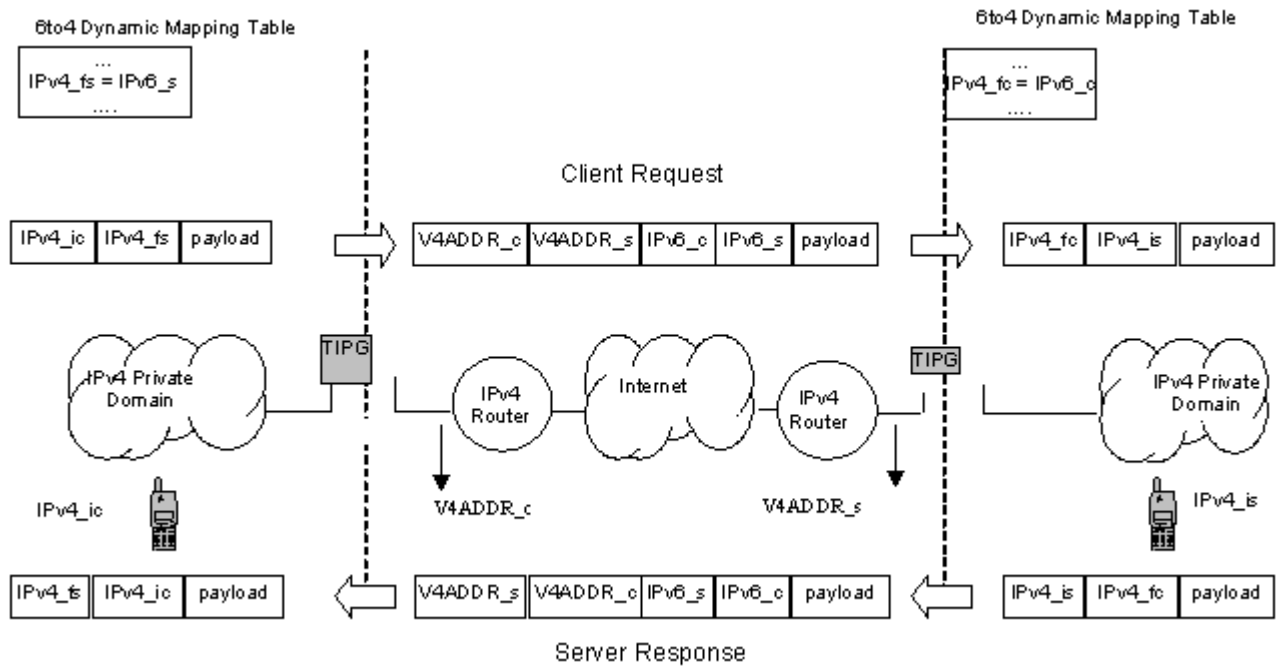 6to4 Dynamic Mapping Table
6to4 Dynamic Mapping Table
...
IPv4_fs = IPv6_s
....
...
IPv4_fc = IPv6_c
....
Client Request
IPv4_ic IPv4_fs payload
V4ADDR_c V4ADDR_s IPv6_c IPv6_s payload
IPv4_fc IPv4_is payload
TIPG
TIPG
IPv4 Private
Domain
IPv4
Router
Internet
IPv4
Router
IPv4 Private
Domain
IPv4_ic
V4ADDR_c
V4ADDR_s
IPv4_is
IPv4_fs IPv4_ic payload
V4ADDR_s V4ADDR_c IPv6_s IPv6_c payload
IPv4_is IPv4_fc payload
Server Response